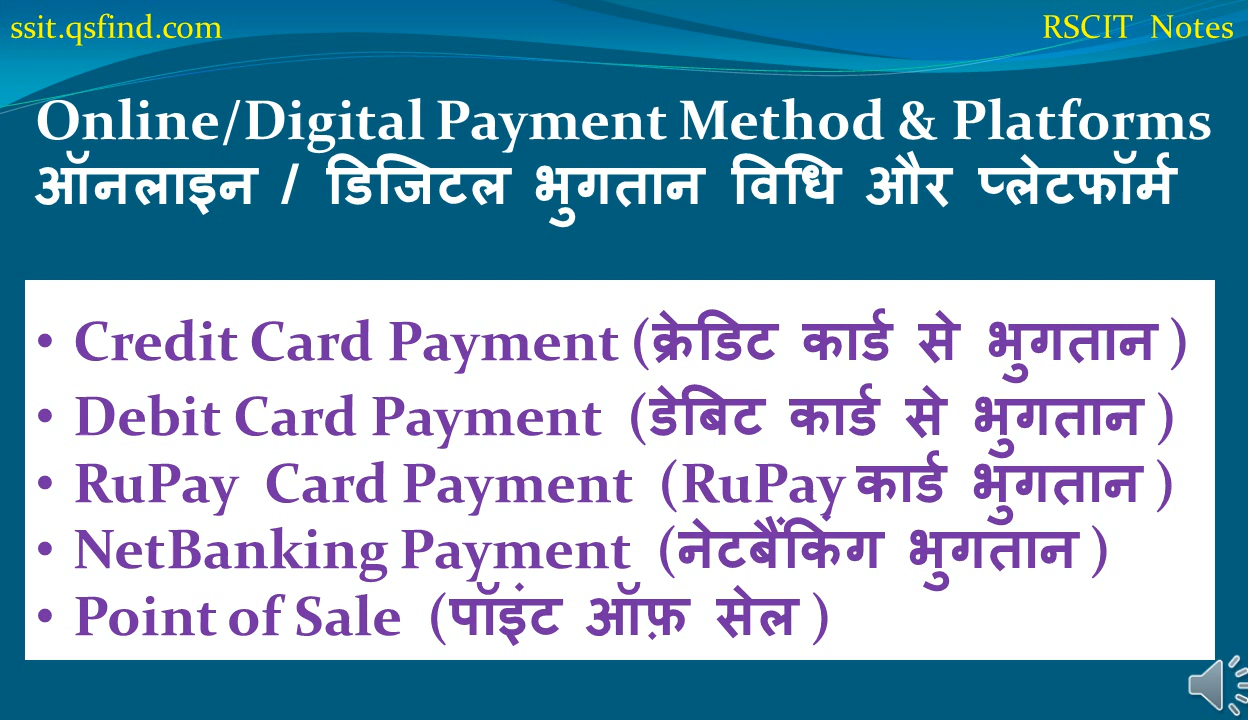 ssit.qsfind.com
RSCIT Notes
Online/Digital Payment Method & Platforms
ऑनलाइन / डिजिटल भुगतान विधि और प्लेटफॉर्म
• Credit Card Payment (क्रेडिट कार्ड से भुगतान )
• Debit Card Payment (डेबिट कार्ड से भुगतान )
• RuPay Card Payment (RuPay कार्ड भुगतान )
• NetBanking Payment (नेटबैंकिंग भुगतान )
• Point of Sale (पॉइंट ऑफ़ सेल )